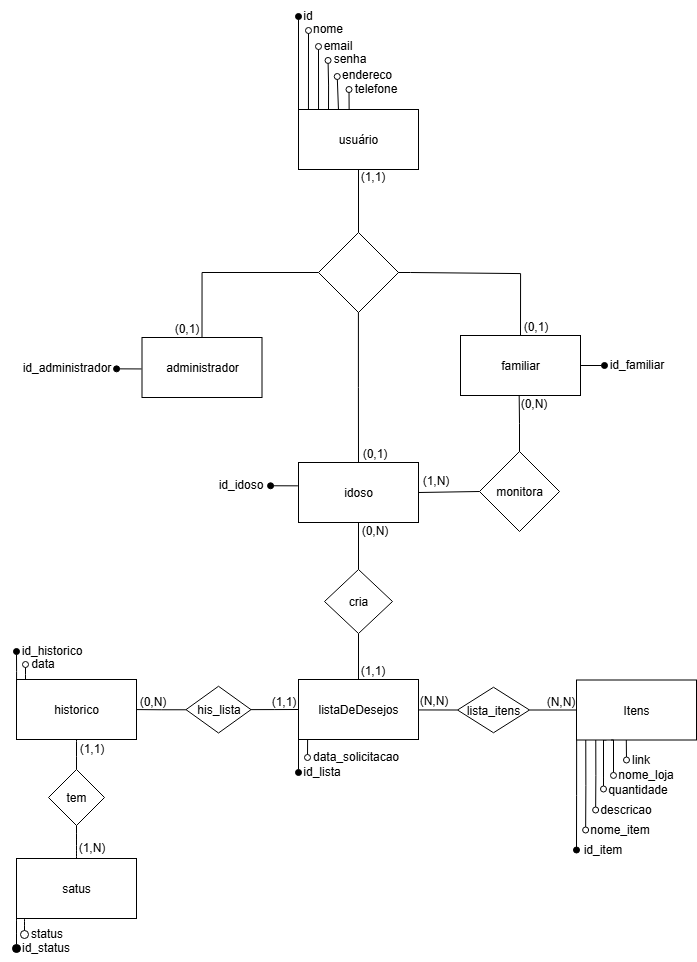 id
nome
email
senha
endereco
telefone
usuário
(1,1)
(0,1)
(0,1)
id_administrador
administrador
familiar
id_familiar
(0,N)
(0,1)
id_idoso
idoso
(1,N)
monitora
(0,N)
cria
(1,1)
id_historico
data
historico
(0,N)
his_lista
(1,1)
listaDeDesejos
(N,N)
lista_itens
(N,N)
Itens
(1,1)
data_solicitacao
id_lista
link
nome_loja
quantidade
descricao
nome_item
id_item
tem
(1,N)
satus
status
id_status